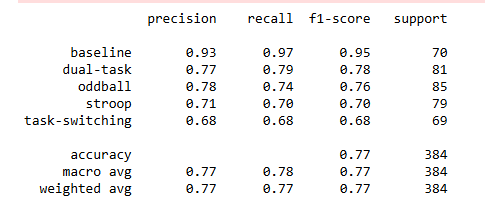 precision recall f1-score support
baseline 0.93 0.97 0.95 70
dual-task 0.77 0.79 0.78 81
oddball 0.78 0.74 0.76 85
stroop 0.71 0.70 0.70 79
task-switching 0.68 0.68 0.68 69
accuracy 0.77 384
macro avg 0.77 0.78 0.77 384
weighted avg 0.77 0.77 0.77 384